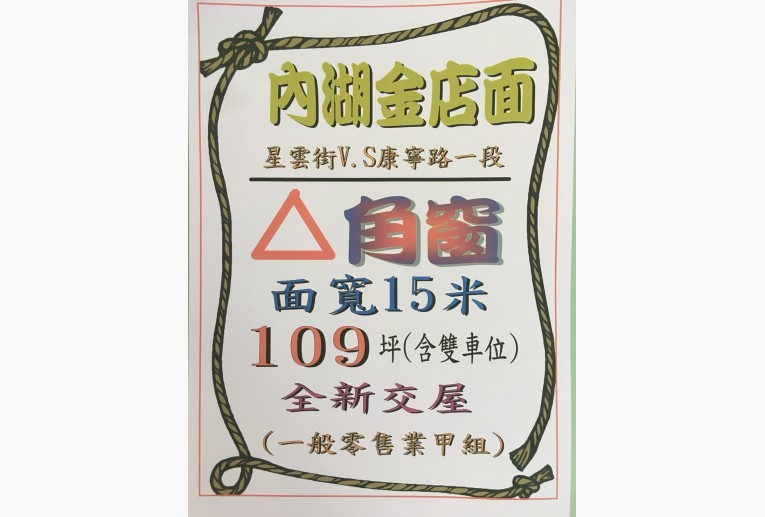 內湖金店面
星雲街V.S康寧路一段
△角窗
面寬15米
109坪(含雙車位)
全新交屋
(一般零售業甲組)